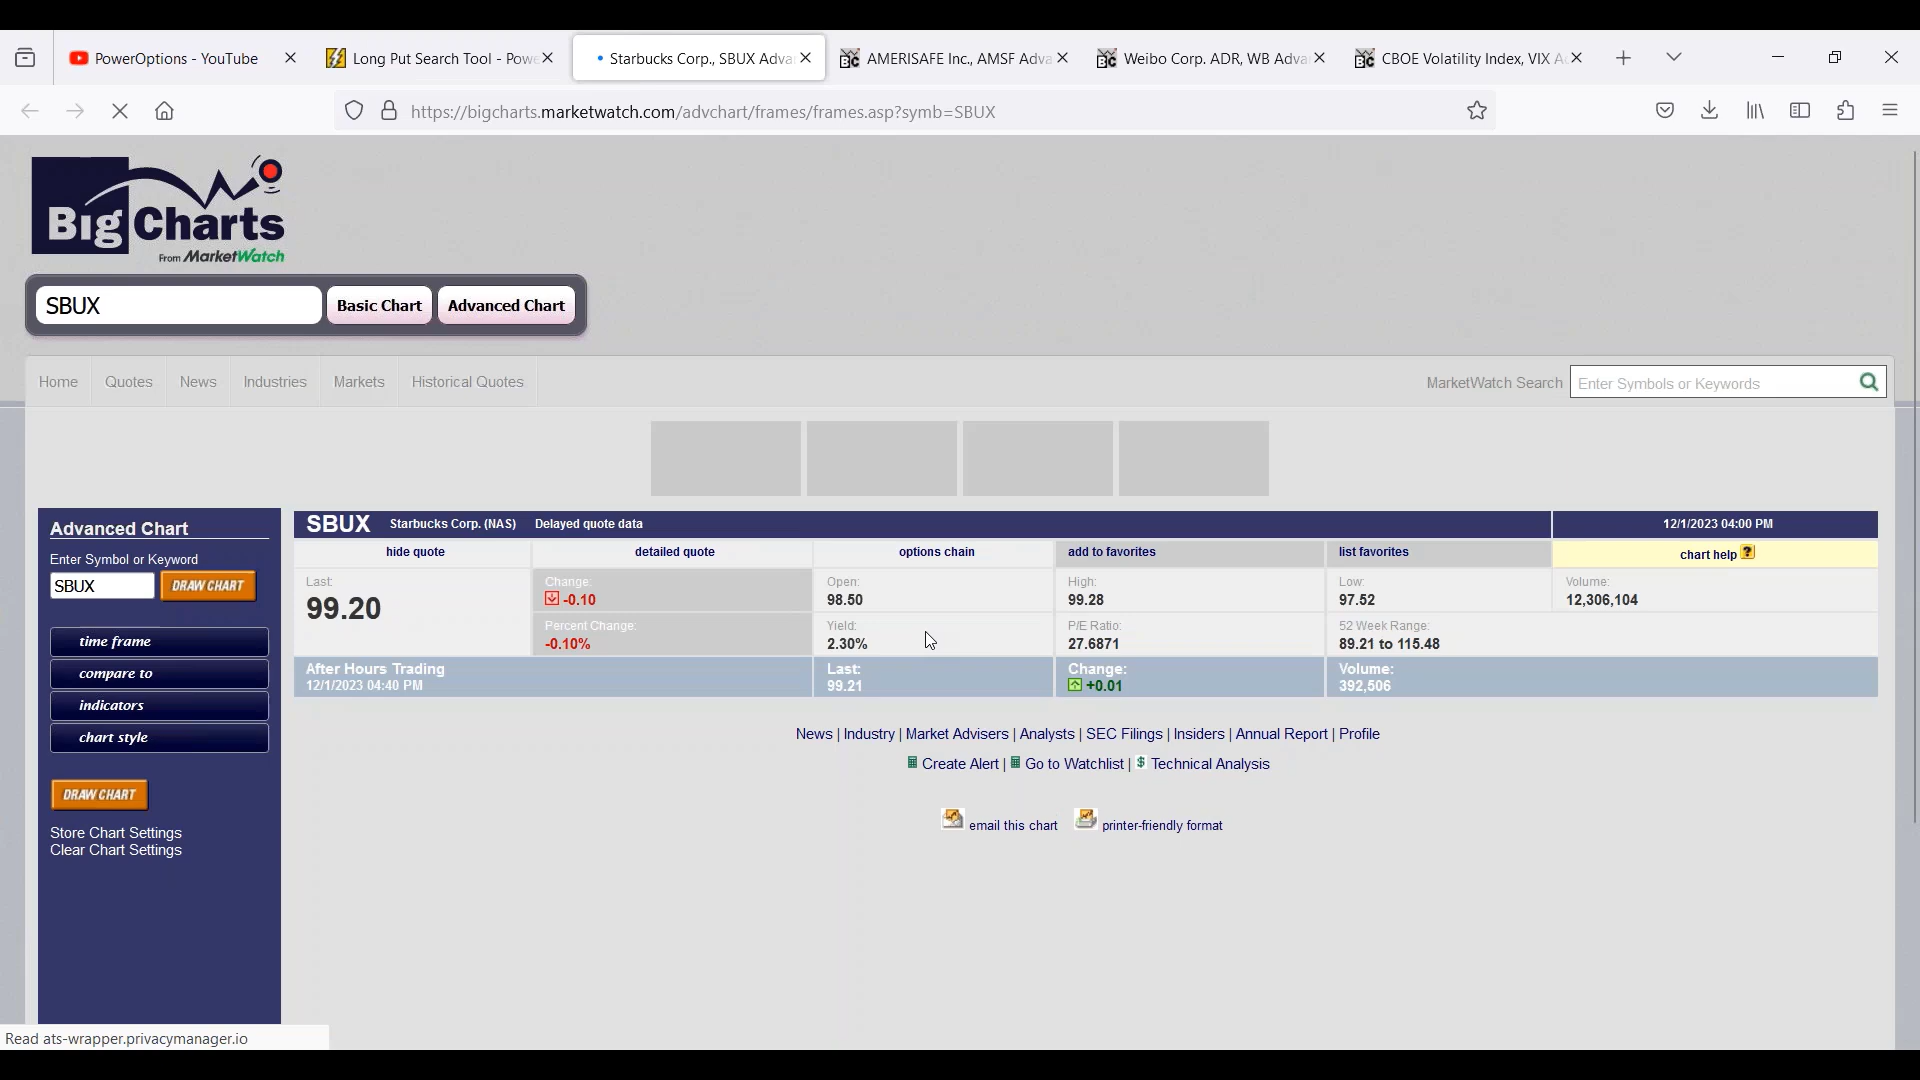 PowerOptions - YouTube
Long Put Search Tool - Powe
Starbucks Corp., SBUX Adva
AMERISAFE Inc., AMSF Adva
Weibo Corp. ADR, WB Adva
CBOE Volatility Index, VIX A
https://bigcharts.marketwatch.com/advchart/frames/frames.asp?symb=SBUX
BigCharts
From MarketWatch
SBUX
Basic Chart
Advanced Chart
Home
Quotes
News
Industries
Markets
Historical Quotes
MarketWatch Search
Enter Symbols or Keywords
Advanced Chart
Enter Symbol or Keyword
SBUX
DRAW CHART
time frame
compare to
indicators
chart style
DRAW CHART
Store Chart Settings
Clear Chart Settings
SBUX Starbucks Corp. (NAS) Delayed quote data
12/1/2023 04:00 PM
hide quote
detailed quote
options chain
add to favorites
list favorites
chart help ?
Last:
99.20
Change:
-0.10
Open:
98.50
High:
99.28
Low:
97.52
Volume:
12,306,104
Percent Change:
-0.10%
Yield:
2.30%
P/E Ratio:
27.6871
52 Week Range:
89.21 to 115.48
After Hours Trading
12/1/2023 04:40 PM
Last:
99.21
Change:
+0.01
Volume:
392,506
News | Industry | Market Advisers | Analysts | SEC Filings | Insiders | Annual Report | Profile
Create Alert | Go to Watchlist | $ Technical Analysis
email this chart
printer-friendly format
Read ats-wrapper.privacymanager.io